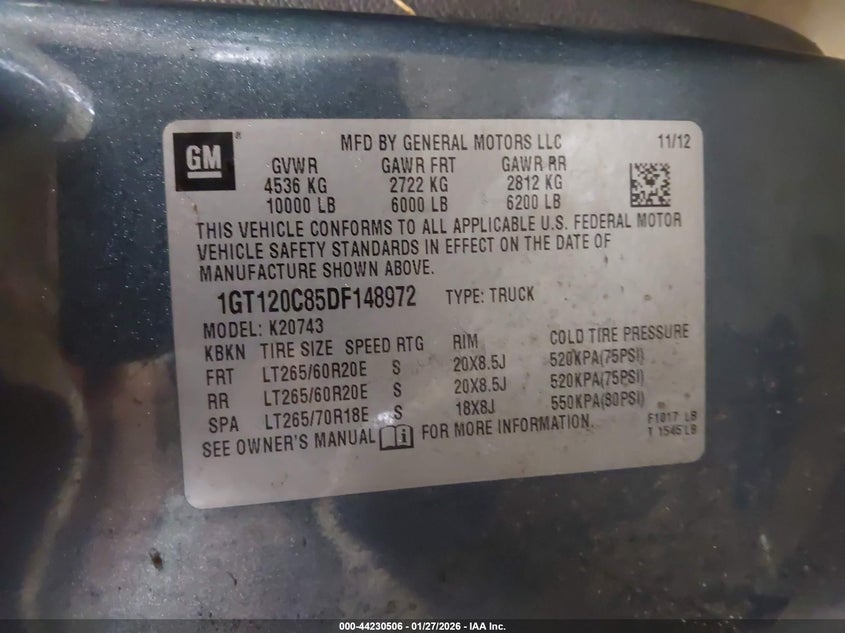 GM ® MFD BY GENERAL MOTORS LLC 11/12
GVWR GAWR FRT GAWR RR
4536 KG 2722 KG 2812 KG
10000 LB 6000 LB 6200 LB
THIS VEHICLE CONFORMS TO ALL APPLICABLE U.S. FEDERAL MOTOR
VEHICLE SAFETY STANDARDS IN EFFECT ON THE DATE OF
MANUFACTURE SHOWN ABOVE.
1GT120C85DF148972 TYPE: TRUCK
MODEL: K20743
KBKN TIRE SIZE SPEED RTG RIM COLD TIRE PRESSURE
FRT LT265/60R20E S 20X8.5J 520KPA(75PSI)
RR LT265/60R20E S 20X8.5J 520KPA(75PSI)
SPA LT265/70R18E S 18X8J 550KPA(80PSI)
SEE OWNER'S MANUAL i FOR MORE INFORMATION.
F1017 LB
T 1545 LB
000-44230506 - 01/27/2026 - IAA Inc.